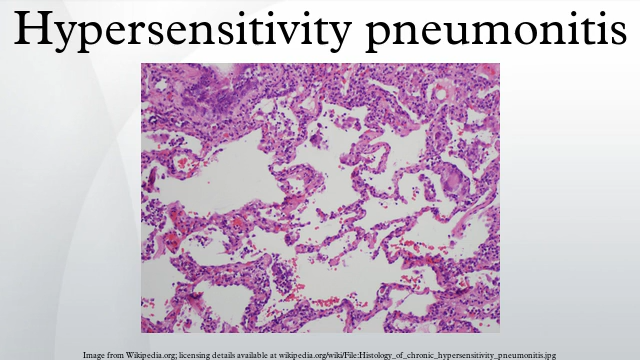 Hypersensitivity pneumonitis
Image from Wikipedia.org; licensing details available at wikipedia.org/wiki/File:Histology_of_chronic_hypersensitivity_pneumonitis.jpg